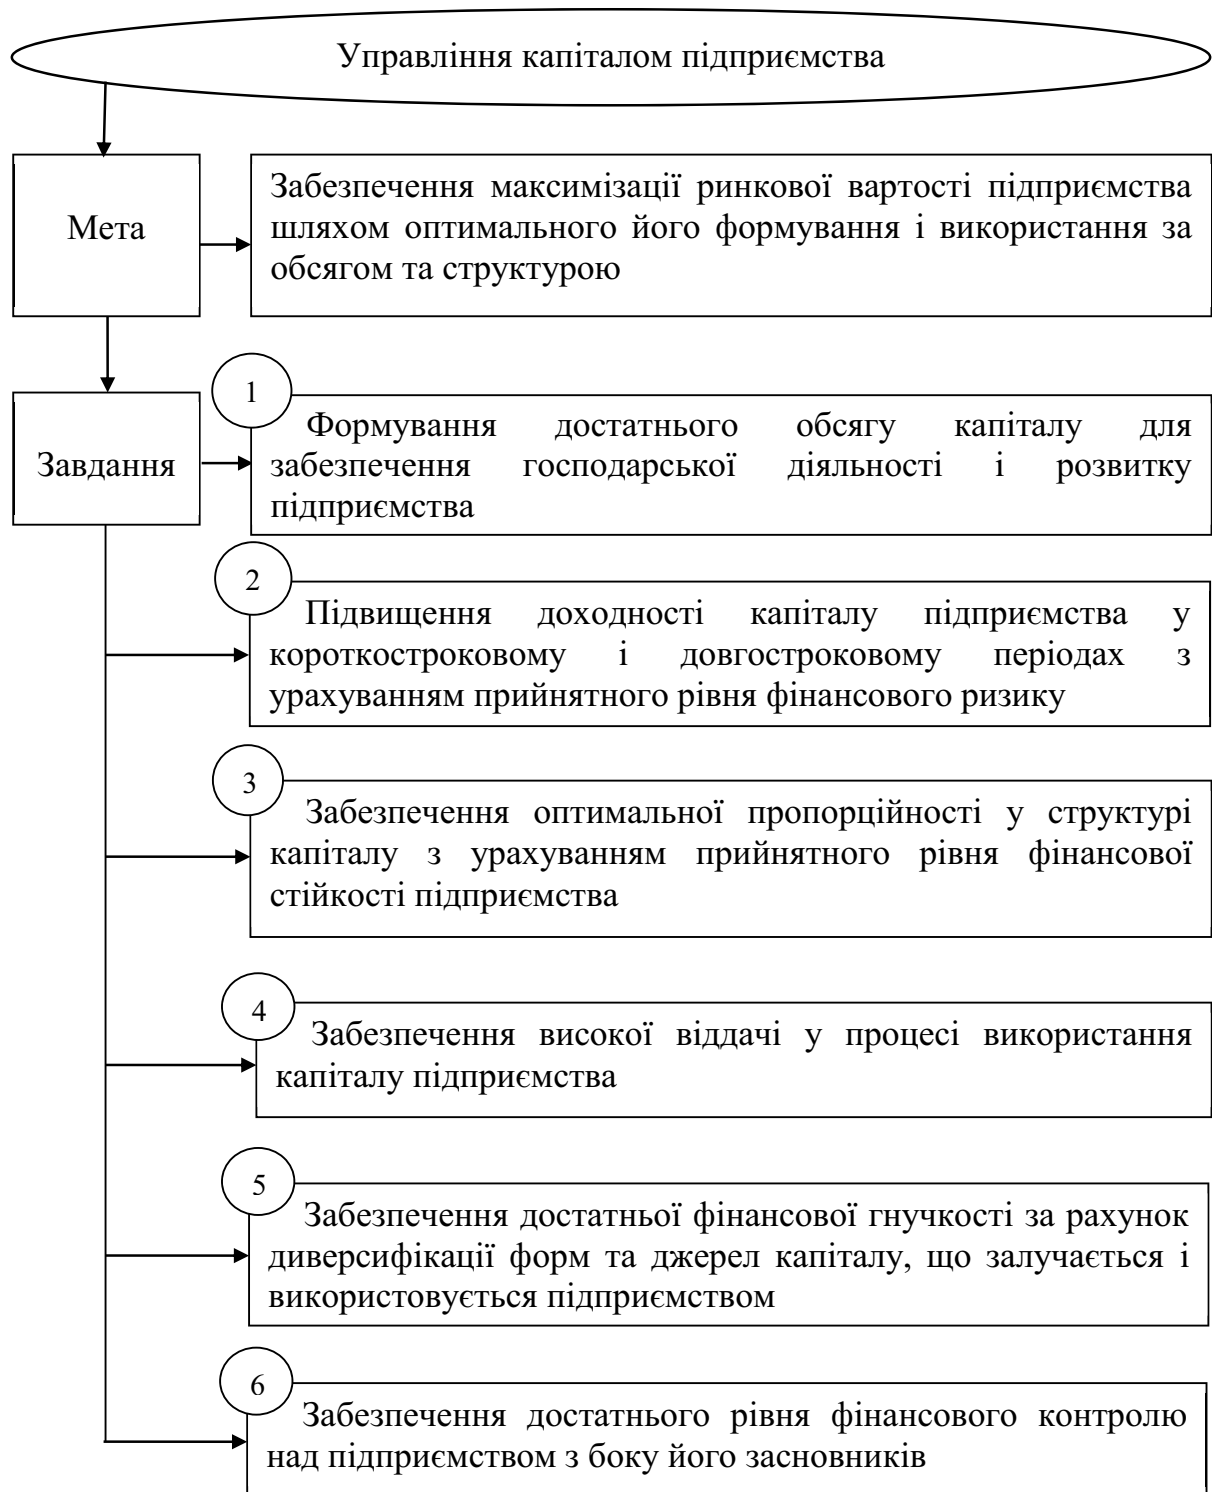 Управління капіталом підприємства
Мета
Забезпечення максимізації ринкової вартості підприємства
шляхом оптимального його формування і використання за
обсягом та структурою
Завдання
1
Формування достатнього обсягу капіталу для
забезпечення господарської діяльності і розвитку
підприємства
2
Підвищення доходності капіталу підприємства у
короткостроковому і довгостроковому періодах з
урахуванням прийнятного рівня фінансового ризику
3
Забезпечення оптимальної пропорційності у структурі
капіталу з урахуванням прийнятного рівня фінансової
стійкості підприємства
4
Забезпечення високої віддачі у процесі використання
капіталу підприємства
5
Забезпечення достатньої фінансової гнучкості за рахунок
диверсифікації форм та джерел капіталу, що залучається і
використовується підприємством
6
Забезпечення достатнього рівня фінансового контролю
над підприємством з боку його засновників